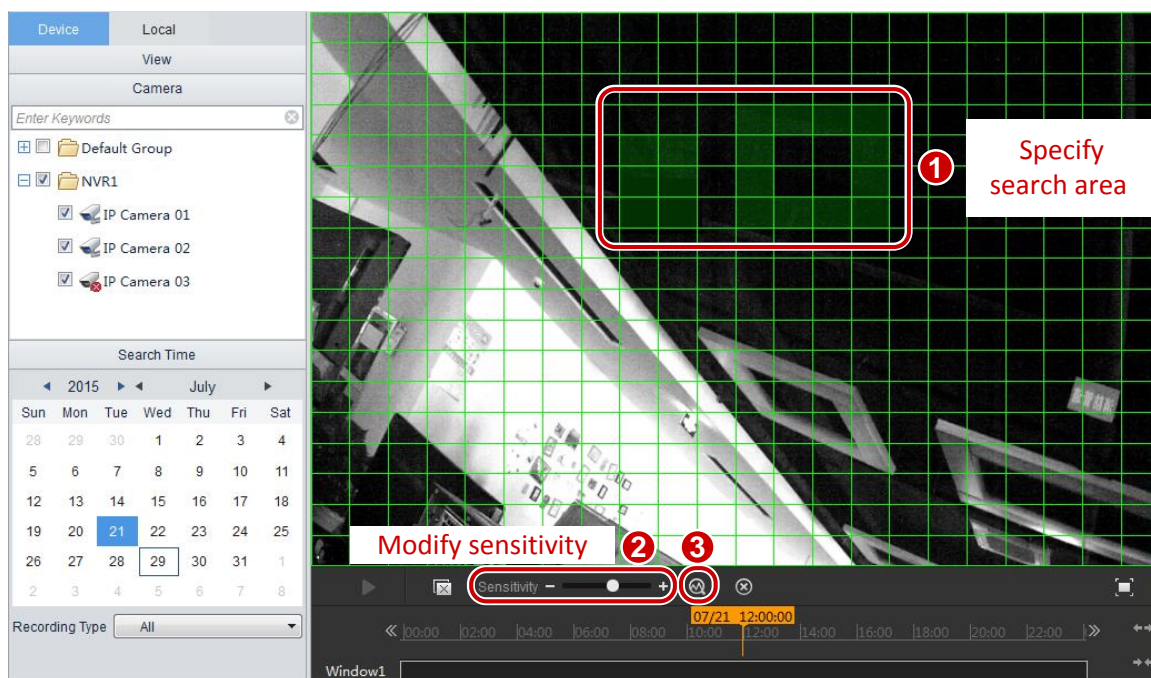 Device Local
View
Camera
Enter Keywords
Default Group
NVR1
IP Camera 01
IP Camera 02
IP Camera 03
Search Time
2015 July
Sun Mon Tue Wed Thu Fri Sat
28 29 30 1 2 3 4
5 6 7 8 9 10 11
12 13 14 15 16 17 18
19 20 21 22 23 24 25
26 27 28 29 30 31 1
2 3 4 5 6 7 8
Recording Type All
1
Specify
search area
Modify sensitivity 2 3
Sensitivity
07/21 12:00:00
00:00 02:00 04:00 06:00 08:00 10:00 12:00 14:00 16:00 18:00 20:00 22:00
Window1